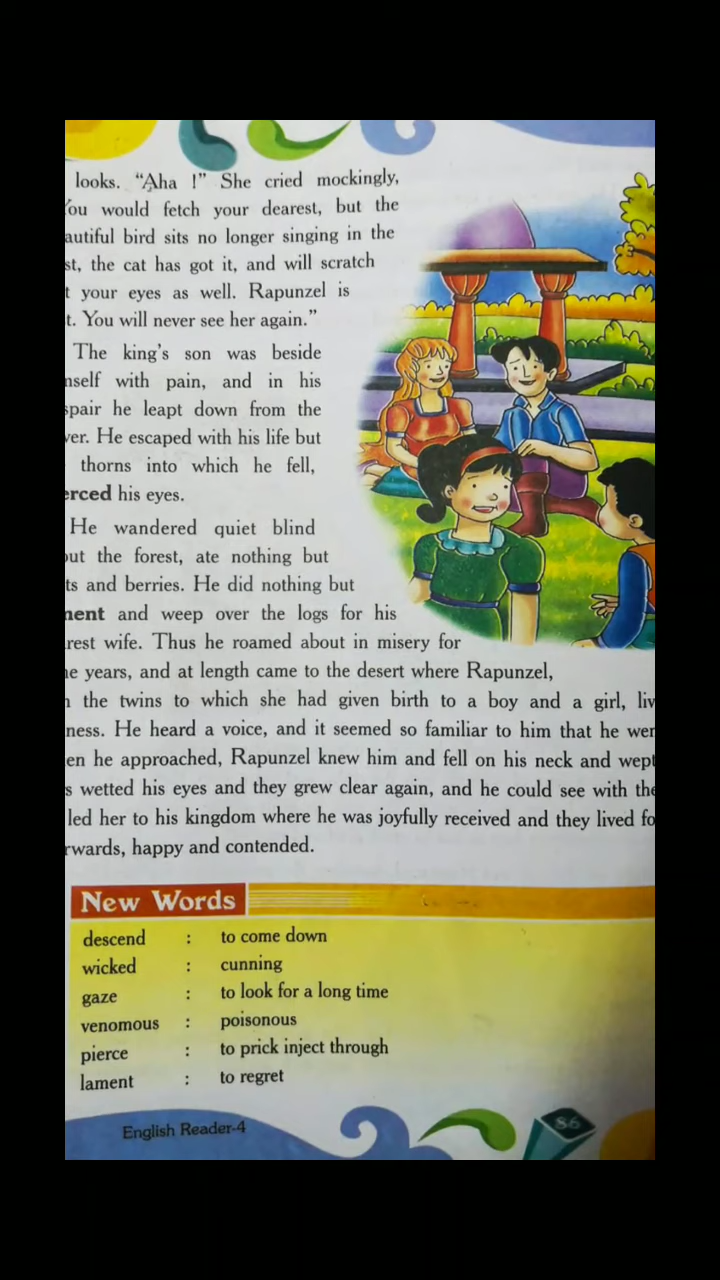 looks. “Aha !” She cried mockingly,
You would fetch your dearest, but the
autiful bird sits no longer singing in the
st, the cat has got it, and will scratch
t your eyes as well. Rapunzel is
t. You will never see her again.”
The king’s son was beside
nself with pain, and in his
spair he leapt down from the
ver. He escaped with his life but
thorns into which he fell,
erced his eyes.
He wandered quiet blind
out the forest, ate nothing but
ts and berries. He did nothing but
ment and weep over the logs for his
rest wife. Thus he roamed about in misery for
ne years, and at length came to the desert where Rapunzel,
the twins to which she had given birth to a boy and a girl, liv
ness. He heard a voice, and it seemed so familiar to him that he wen
en he approached, Rapunzel knew him and fell on his neck and wept
s wetted his eyes and they grew clear again, and he could see with the
led her to his kingdom where he was joyfully received and they lived fo
rwards, happy and contended.
New Words
descend : to come down
wicked : cunning
gaze : to look for a long time
venomous : poisonous
pierce : to prick inject through
lament : to regret
English Reader-4 86